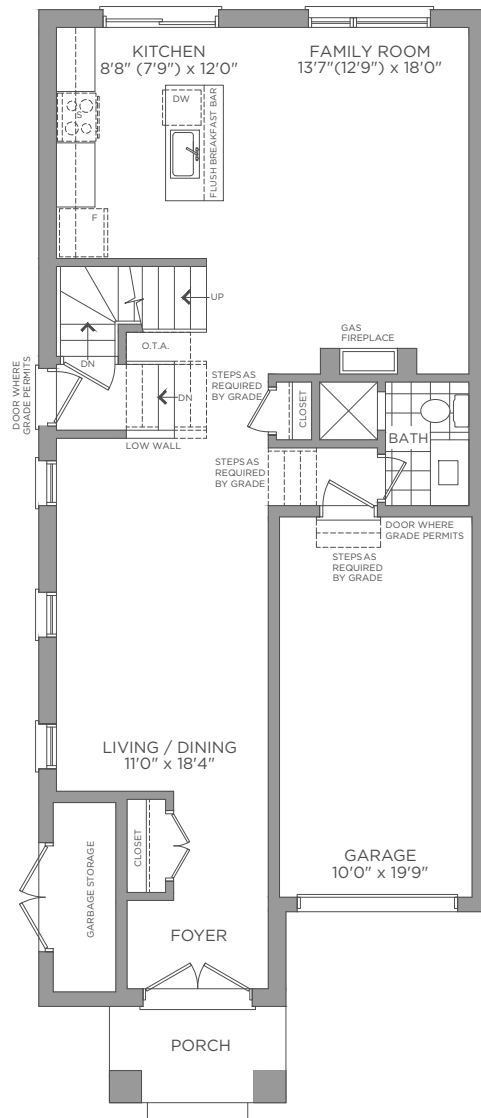 KITCHEN
8'8" (7'9") x 12'0"
FAMILY ROOM
13'7"(12'9") x 18'0"
DW
S
FLUSH BREAKFAST BAR
F
UP
O.T.A.
DN
DN
GAS
FIREPLACE
DOOR WHERE
GRADE PERMITS
STEPS AS
REQUIRED
BY GRADE
CLOSET
BATH
LOW WALL
STEPS AS
REQUIRED
BY GRADE
DOOR WHERE
GRADE PERMITS
STEPS AS
REQUIRED
BY GRADE
LIVING / DINING
11'0" x 18'4"
GARBAGE STORAGE
CLOSET
GARAGE
10'0" x 19'9"
FOYER
PORCH